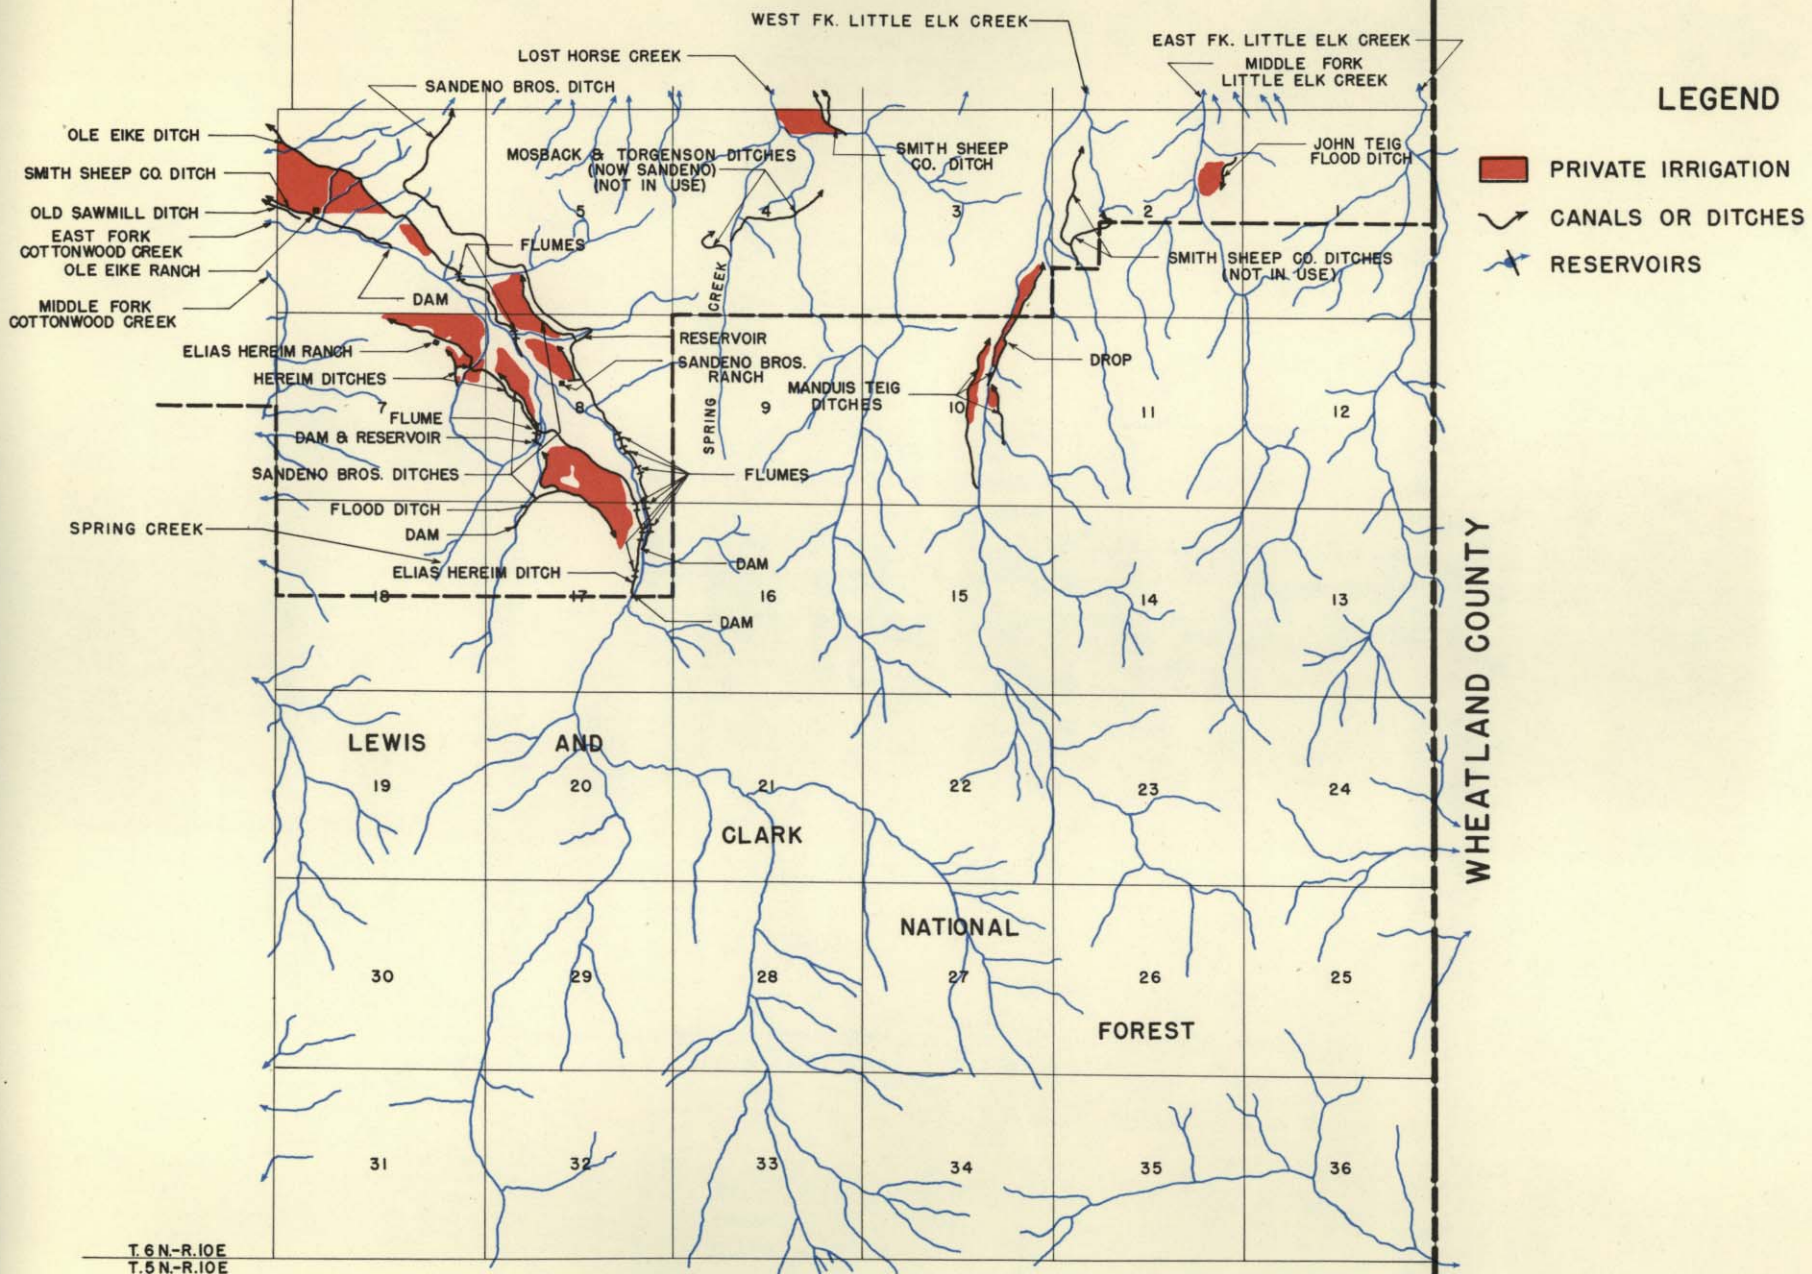 WEST FK. LITTLE ELK CREEK
EAST FK. LITTLE ELK CREEK
MIDDLE FORK
LITTLE ELK CREEK
LOST HORSE CREEK
SANDENO BROS. DITCH
LEGEND
PRIVATE IRRIGATION
CANALS OR DITCHES
RESERVOIRS
OLE EIKE DITCH
SMITH SHEEP CO. DITCH
OLD SAWMILL DITCH
EAST FORK
COTTONWOOD CREEK
OLE EIKE RANCH
MIDDLE FORK
COTTONWOOD CREEK
MOSBACK & TORGENSON DITCHES
(NOW SANDENO)
(NOT IN USE)
SMITH SHEEP
CO. DITCH
JOHN TEIG
FLOOD DITCH
5
4
3
2
1
FLUMES
DAM
SMITH SHEEP CO. DITCHES
(NOT IN USE)
SPRING CREEK
ELIAS HEREIM RANCH
HEREIM DITCHES
RESERVOIR
SANDENO BROS.
RANCH
MANDUIS TEIG
DITCHES
DROP
7
8
9
10
11
12
FLUME
DAM & RESERVOIR
SANDENO BROS. DITCHES
FLUMES
FLOOD DITCH
DAM
SPRING CREEK
ELIAS HEREIM DITCH
DAM
DAM
18
17
16
15
14
13
WHEATLAND COUNTY
LEWIS AND
19
20
21
22
23
24
CLARK
NATIONAL
30
29
28
27
26
25
FOREST
31
32
33
34
35
36
T. 6 N.-R. 10 E
T. 5 N.-R. 10 E